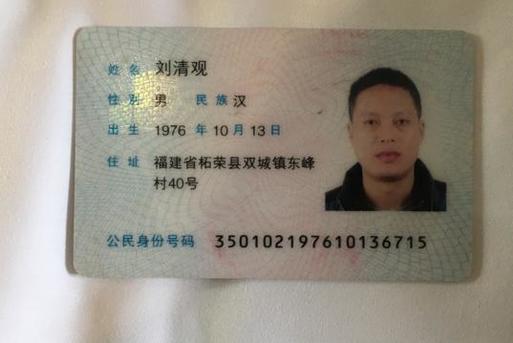 姓名 刘清观
性别 男 民族 汉
出生 1976 年 10 月 13 日
住址 福建省柘荣县双城镇东峰
村40号
公民身份号码 350102197610136715